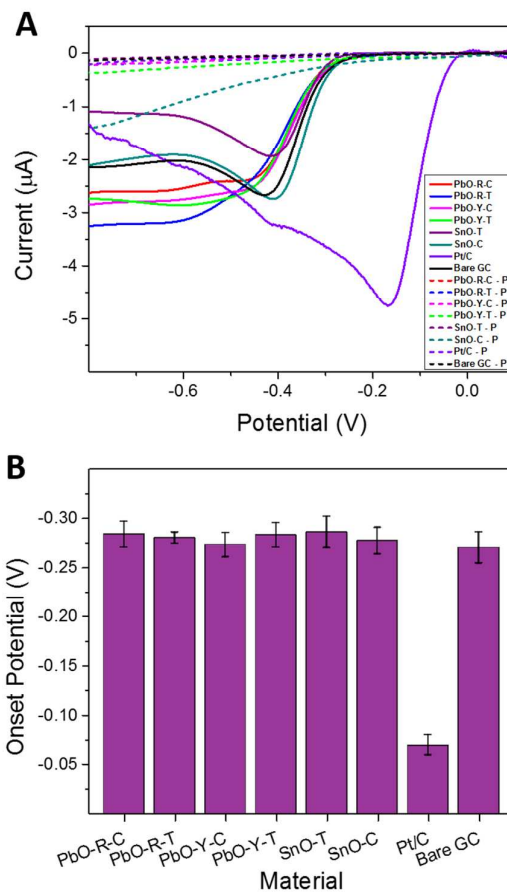 A
0
-1
-2
-3
-4
-5
Current (µA)
-0.6
-0.4
-0.2
0.0
Potential (V)
PbO-R-C
PbO-R-T
PbO-Y-C
PbO-Y-T
SnO-T
SnO-C
Pt/C
Bare GC
PbO-R-C - P
PbO-R-T - P
PbO-Y-C - P
PbO-Y-T - P
SnO-T - P
SnO-C - P
Pt/C - P
Bare GC - P
B
-0.30
-0.25
-0.20
-0.15
-0.10
-0.05
Onset Potential (V)
PbO-R-C
PbO-R-T
PbO-Y-C
PbO-Y-T
SnO-T
SnO-C
Pt/C
Bare GC
Material